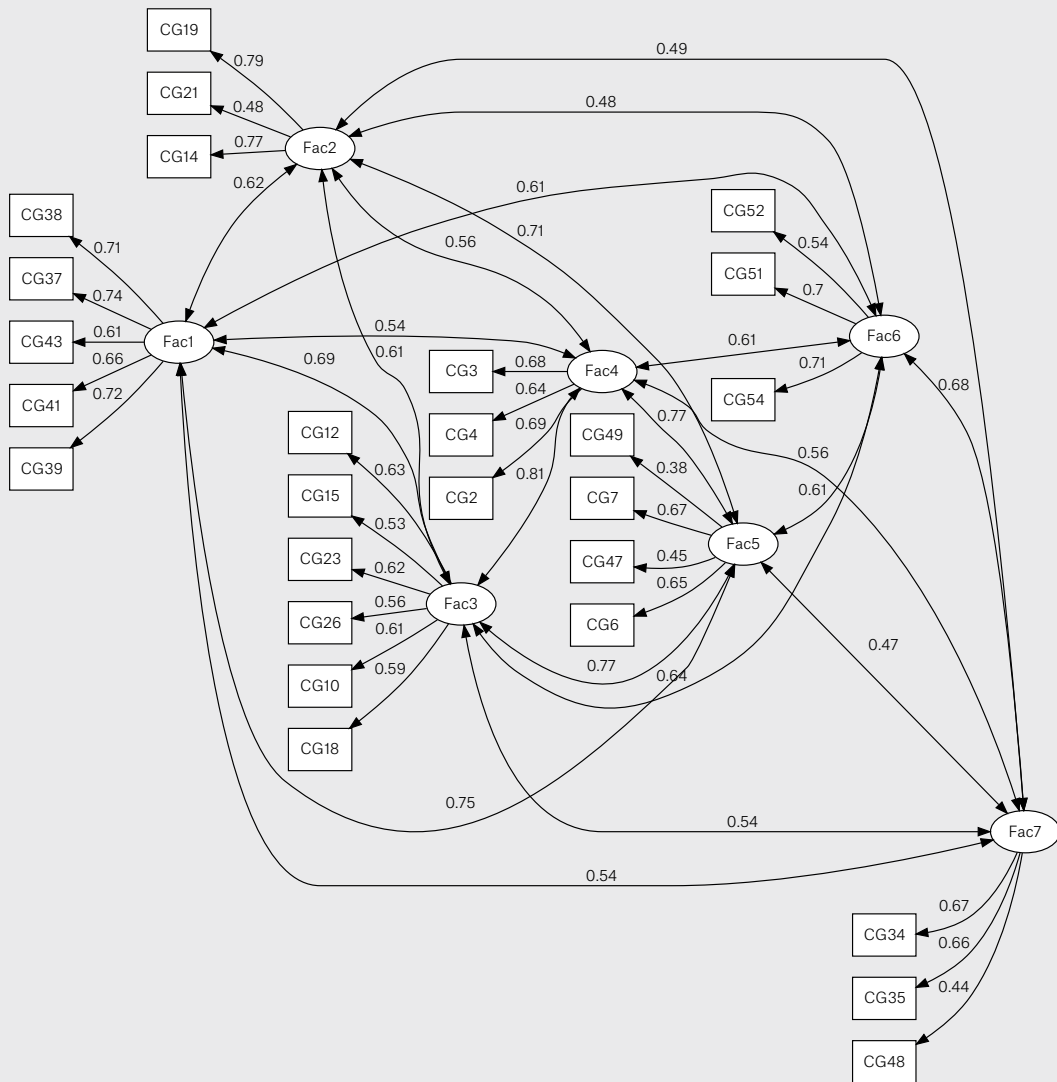 CG19
0.79
0.49
CG21
0.48
0.48
CG14
0.77
Fac2
0.62
0.61
CG52
CG38
0.71
0.71
0.56
0.54
CG51
CG37
0.74
0.7
0.54
CG43
0.61
Fac1
Fac6
0.61
0.69
0.61
0.66
CG3
0.68
Fac4
0.71
CG41
0.72
0.64
CG54
0.68
CG12
CG4
0.69
0.77
CG49
0.56
CG39
0.63
0.81
0.38
CG15
CG2
CG7
0.61
0.53
0.67
CG23
0.62
CG47
0.45
Fac5
0.65
Fac3
CG26
0.56
CG6
0.61
0.47
CG10
0.59
0.77
0.64
CG18
0.75
0.54
Fac7
0.54
0.67
CG34
0.66
CG35
0.44
CG48